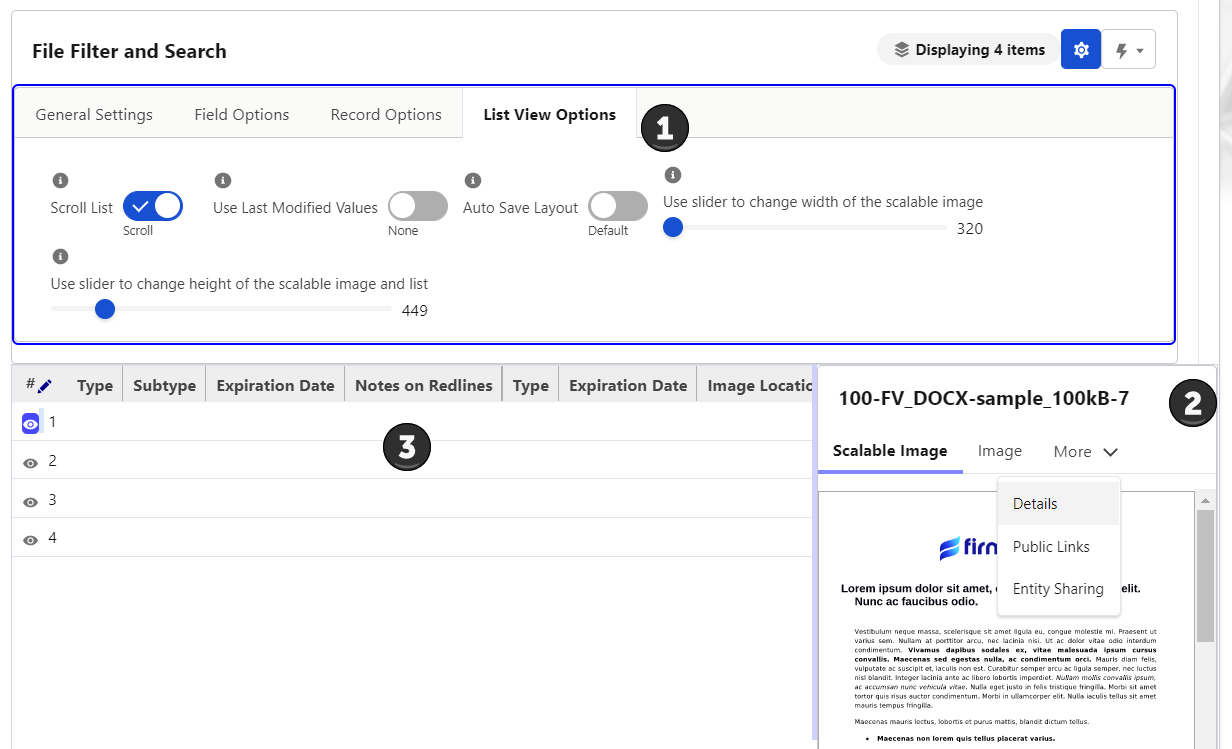 File Filter and Search
Displaying 4 items
General Settings Field Options Record Options List View Options
1
Scroll List
Scroll
Use Last Modified Values
None
Auto Save Layout
Default
Use slider to change width of the scalable image
320
Use slider to change height of the scalable image and list
449
# Type Subtype Expiration Date Notes on Redlines Type Expiration Date Image Locatio
1
2
3
4
3
100-FV_DOCX-sample_100kB-7
2
Scalable Image Image More
Details
Public Links
Entity Sharing
firm
Lorem ipsum dolor sit amet, elit.
Nunc ac faucibus odio.
Vestibulum neque massa, scelerisque sit amet ligula eu, congue molestie mi. Praesent ut
varius sem. Nullam at porttitor arcu, nec lacinia nisi. Ut ac dolor vitae odio interdum
condimentum. Vivamus dapibus sodales ex, vitae malesuada ipsum cursus
convallis. Maecenas sed egestas nulla, ac condimentum orci. Mauris diam felis,
vulputate ac suscipit et, iaculis non est. Curabitur semper arcu ac ligula semper, nec luctus
nisl blandit. Integer lacinia ante ac libero lobortis imperdiet. Nullam mollis convallis ipsum,
ac accumsan nunc vehicula vitae. Nulla eget justo in felis tristique fringilla. Morbi sit amet
tortor quis risus auctor condimentum. Morbi in ullamcorper elit. Nulla iaculis tellus sit amet
mauris tempus fringilla.
Maecenas mauris lectus, lobortis et purus mattis, blandit dictum tellus.
• Maecenas non lorem quis tellus placerat varius.